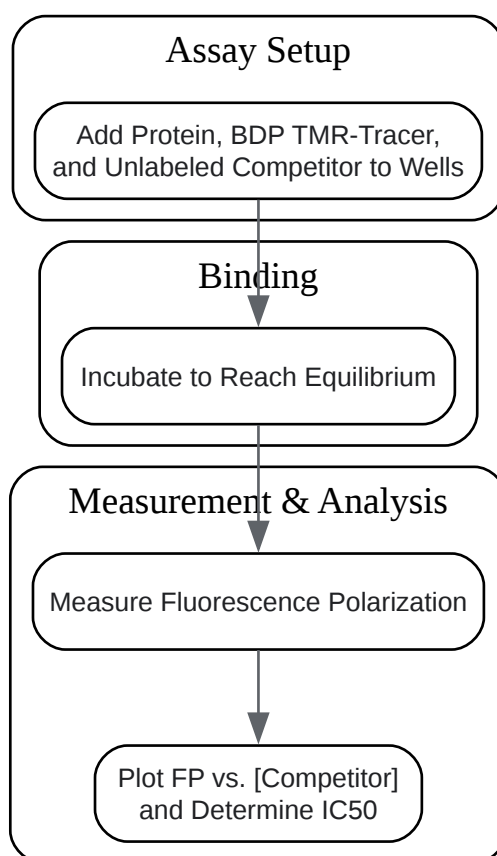 Assay Setup
Add Protein, BDP TMR-Tracer,
and Unlabeled Competitor to Wells
Binding
Incubate to Reach Equilibrium
Measurement & Analysis
Measure Fluorescence Polarization
Plot FP vs. [Competitor]
and Determine IC50